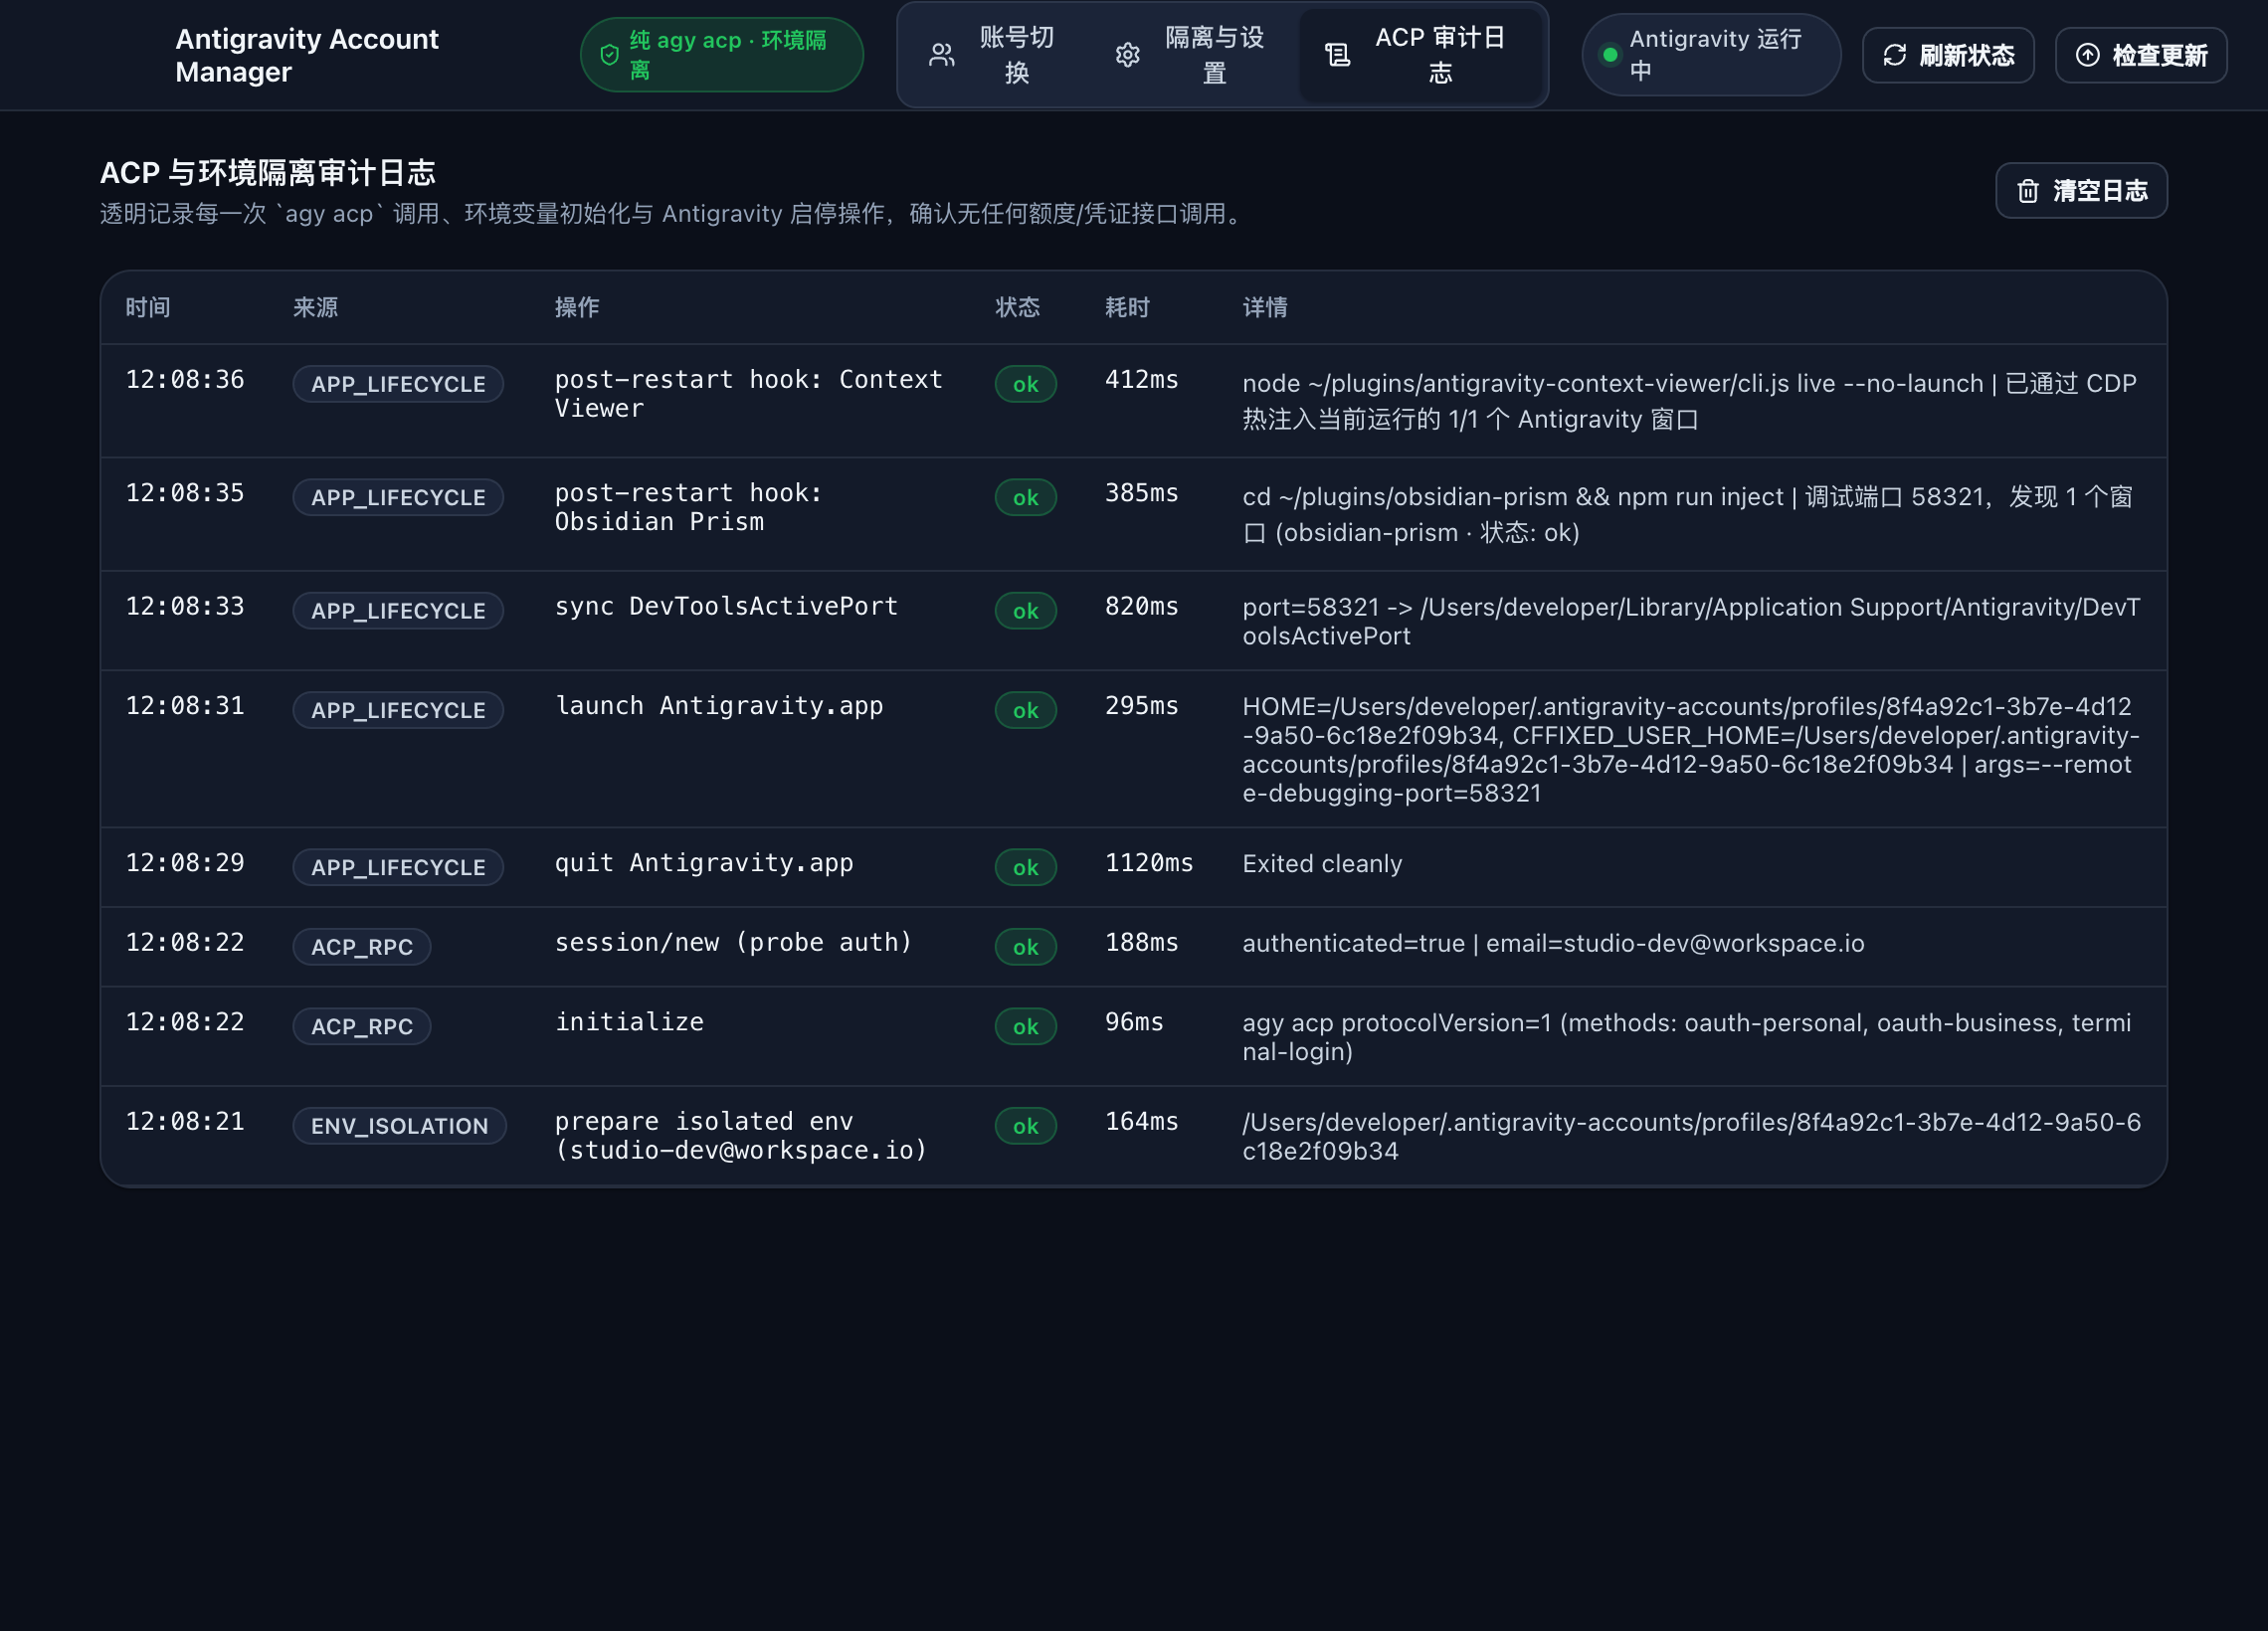 Antigravity Account
Manager
纯 agy acp · 环境隔
离
账号切
换
隔离与设
置
ACP 审计日
志
Antigravity 运行
中
刷新状态
检查更新
ACP 与环境隔离审计日志
透明记录每一次 `agy acp` 调用、环境变量初始化与 Antigravity 启停操作，确认无任何额度/凭证接口调用。
清空日志
时间 来源 操作 状态 耗时 详情
12:08:36 APP_LIFECYCLE post-restart hook: Context
Viewer
ok 412ms node ~/plugins/antigravity-context-viewer/cli.js live --no-launch | 已通过 CDP
热注入当前运行的 1/1 个 Antigravity 窗口
12:08:35 APP_LIFECYCLE post-restart hook:
Obsidian Prism
ok 385ms cd ~/plugins/obsidian-prism && npm run inject | 调试端口 58321，发现 1 个窗
口 (obsidian-prism · 状态: ok)
12:08:33 APP_LIFECYCLE sync DevToolsActivePort ok 820ms port=58321 -> /Users/developer/Library/Application Support/Antigravity/DevT
oolsActivePort
12:08:31 APP_LIFECYCLE launch Antigravity.app ok 295ms HOME=/Users/developer/.antigravity-accounts/profiles/8f4a92c1-3b7e-4d12
-9a50-6c18e2f09b34, CFFIXED_USER_HOME=/Users/developer/.antigravity-
accounts/profiles/8f4a92c1-3b7e-4d12-9a50-6c18e2f09b34 | args=--remot
e-debugging-port=58321
12:08:29 APP_LIFECYCLE quit Antigravity.app ok 1120ms Exited cleanly
12:08:22 ACP_RPC session/new (probe auth) ok 188ms authenticated=true | email=studio-dev@workspace.io
12:08:22 ACP_RPC initialize ok 96ms agy acp protocolVersion=1 (methods: oauth-personal, oauth-business, termi
nal-login)
12:08:21 ENV_ISOLATION prepare isolated env
(studio-dev@workspace.io)
ok 164ms /Users/developer/.antigravity-accounts/profiles/8f4a92c1-3b7e-4d12-9a50-6
c18e2f09b34